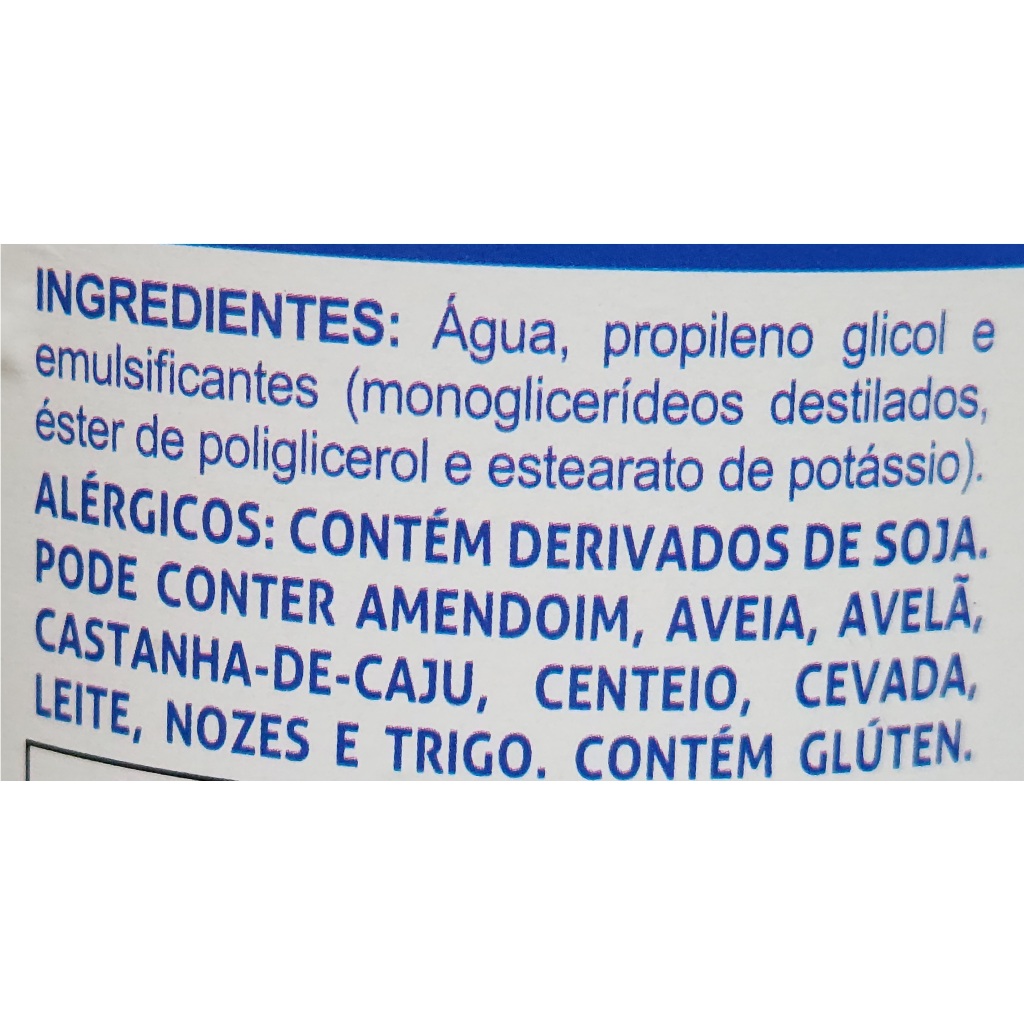 INGREDIENTES: Água, propileno glicol e
emulsificantes (monoglicerídeos destilados,
éster de poliglicerol e estearato de potássio).
ALÉRGICOS: CONTÉM DERIVADOS DE SOJA.
PODE CONTER AMENDOIM, AVEIA, AVELÃ,
CASTANHA-DE-CAJU, CENTEIO, CEVADA,
LEITE, NOZES E TRIGO. CONTÉM GLÚTEN.